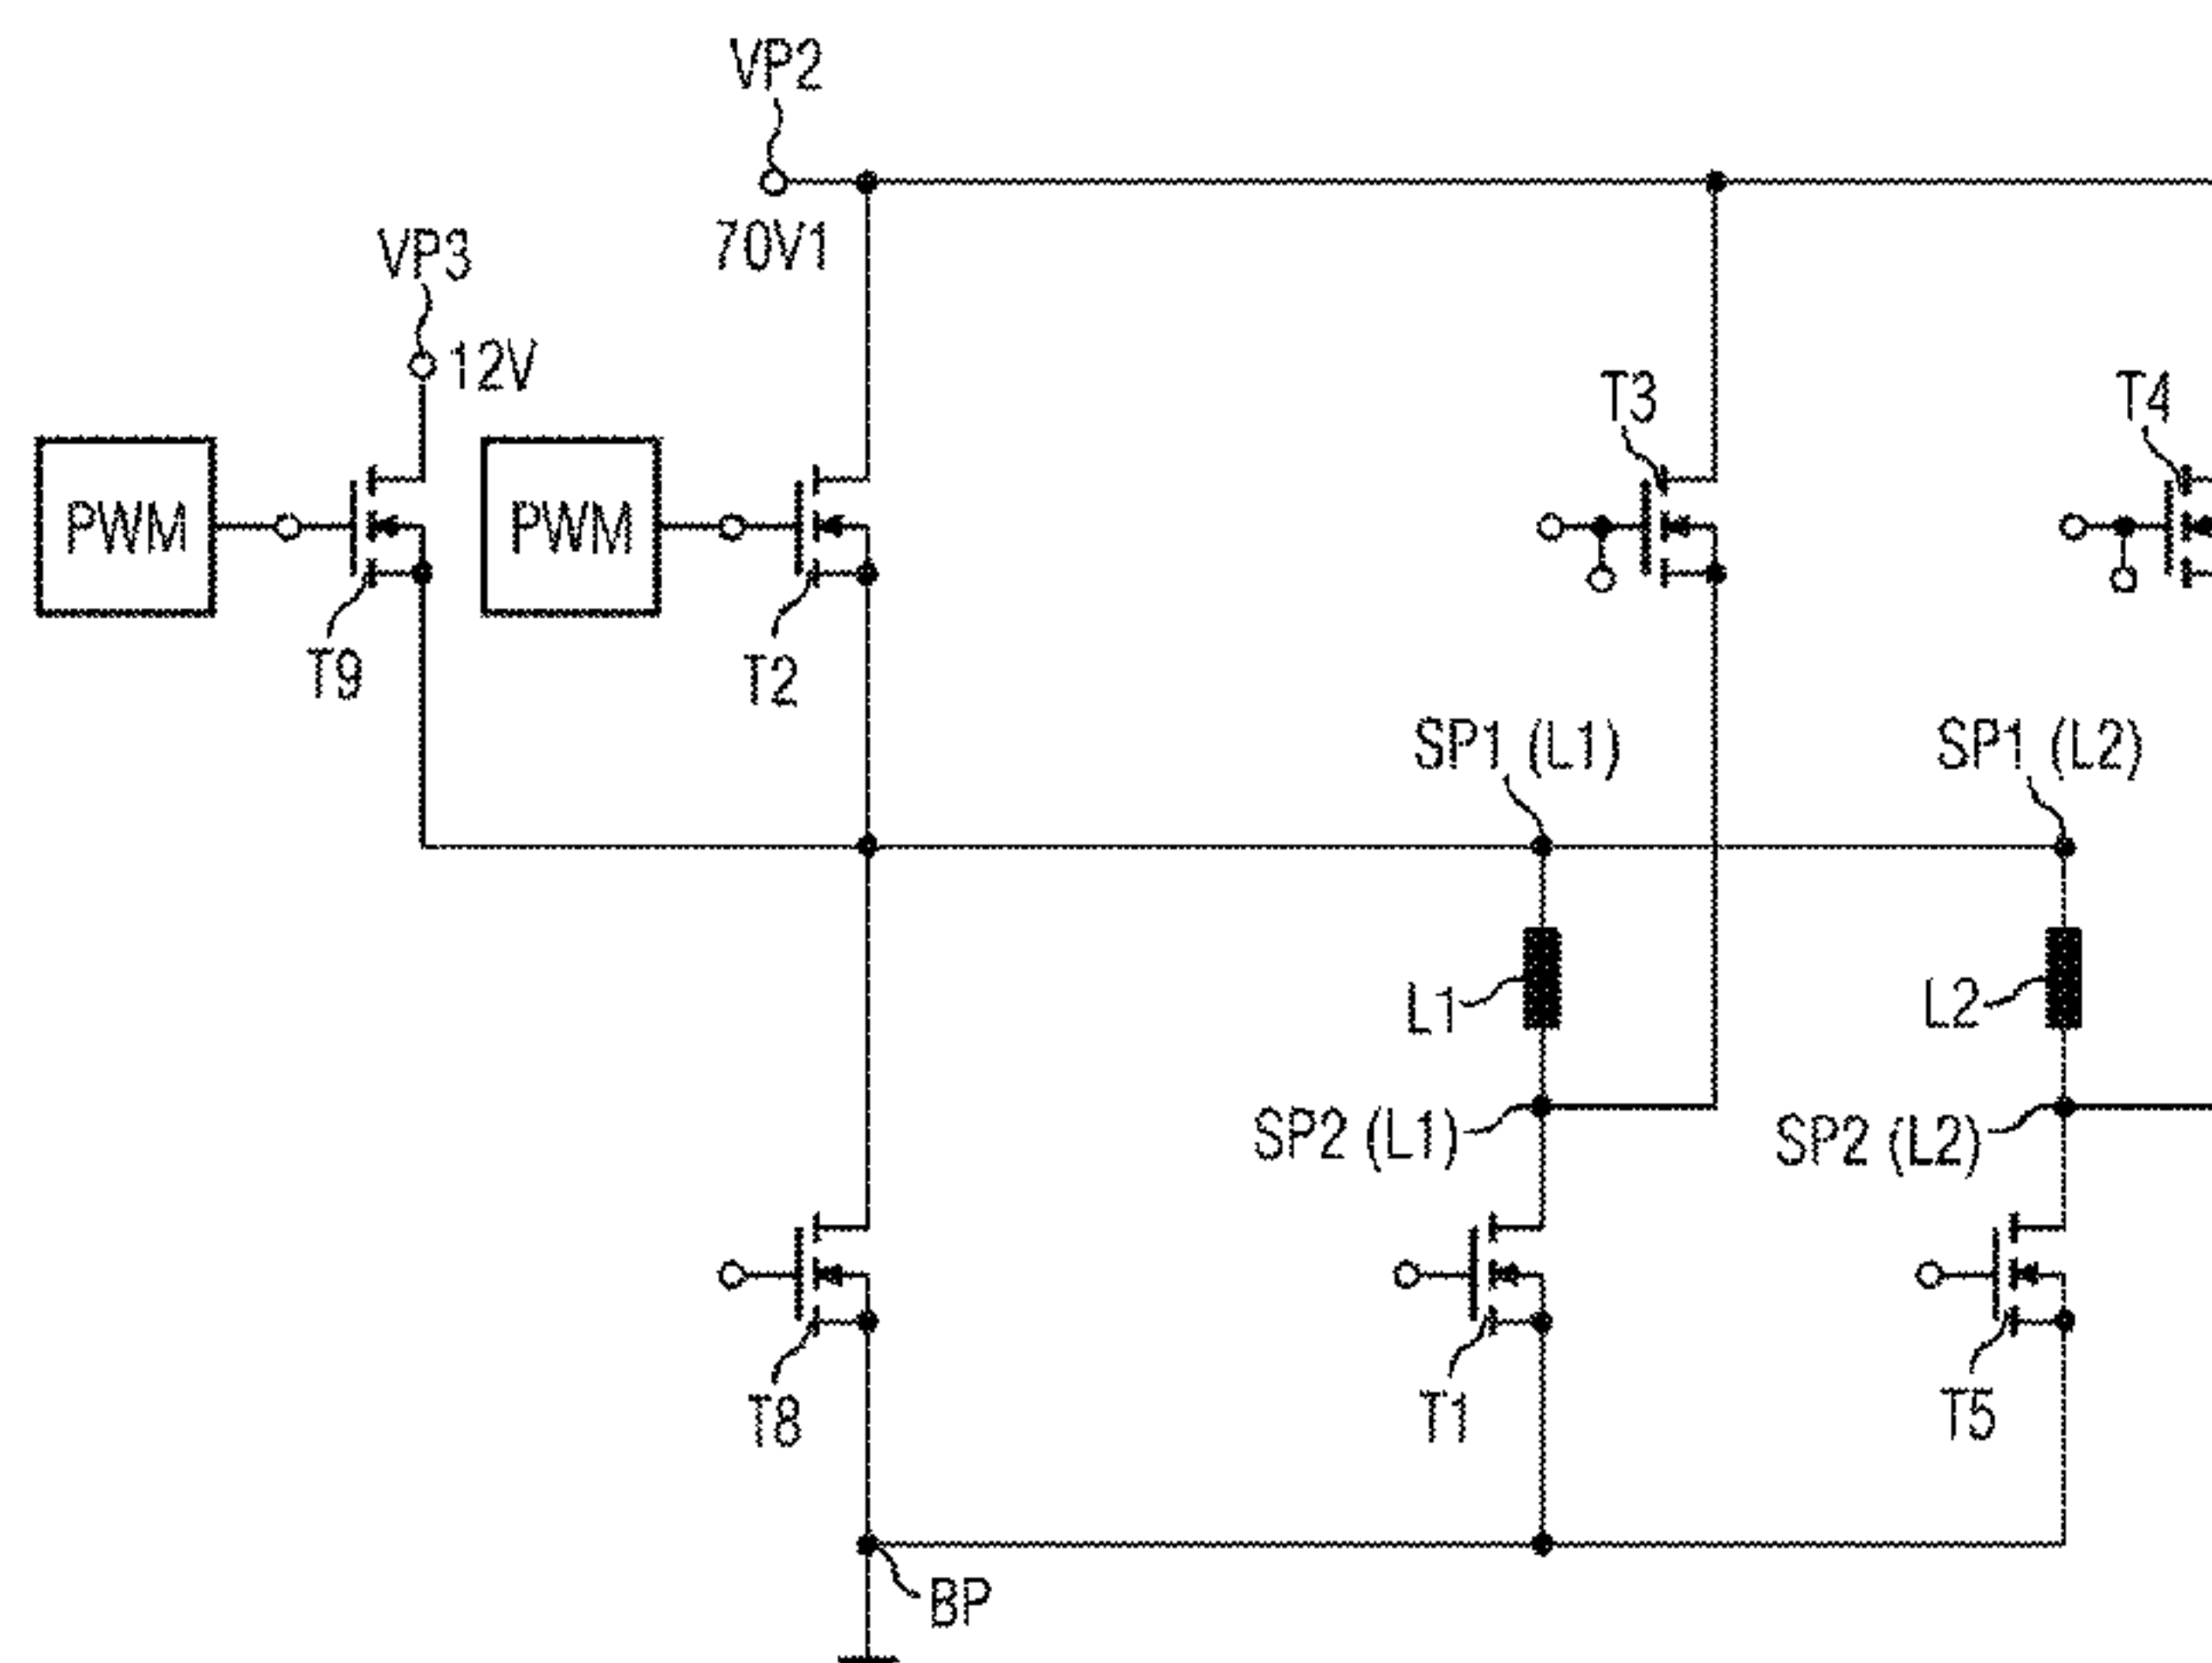 VP2
70V1
VP3
12V
T3
T4
PWM
PWM
T9
T2
SP1 (L1)
SP1 (L2)
L1
L2
SP2 (L1)
SP2 (L2)
T8
T1
T5
BP